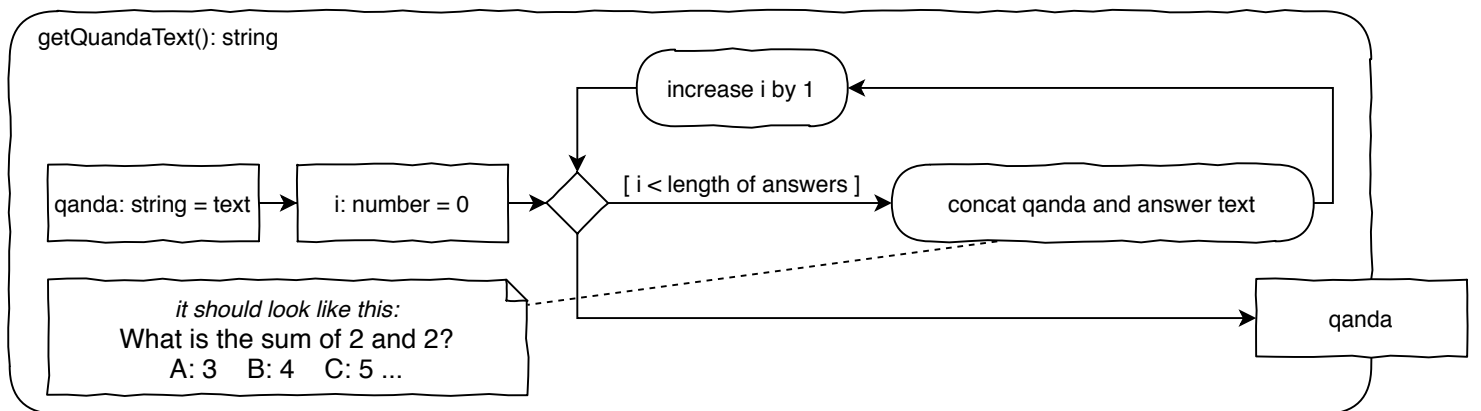 getQuandaText(): string
increase i by 1
qanda: string = text
i: number = 0
[ i < length of answers ]
concat qanda and answer text
it should look like this:
What is the sum of 2 and 2?
A: 3    B: 4    C: 5 ...
qanda